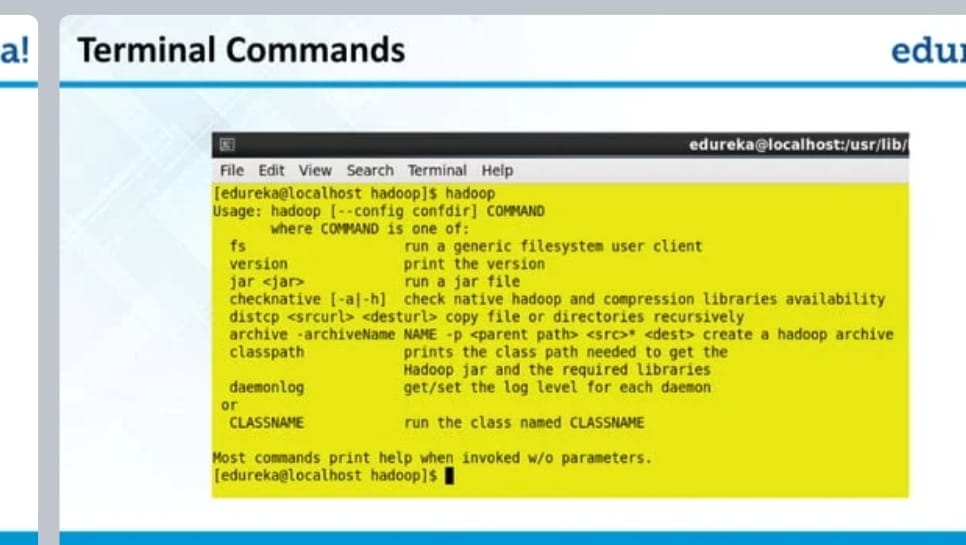 a!
Terminal Commands
edu
edureka@localhost:/usr/lib/
File Edit View Search Terminal Help
[edureka@localhost hadoop]$ hadoop
Usage: hadoop [--config confdir] COMMAND
where COMMAND is one of:
fs run a generic filesystem user client
version print the version
jar <jar> run a jar file
checknative [-a|-h] check native hadoop and compression libraries availability
distcp <srcurl> <desturl> copy file or directories recursively
archive -archiveName NAME -p <parent path> <src>* <dest> create a hadoop archive
classpath prints the class path needed to get the
Hadoop jar and the required libraries
daemonlog get/set the log level for each daemon
or
CLASSNAME run the class named CLASSNAME
Most commands print help when invoked w/o parameters.
[edureka@localhost hadoop]$